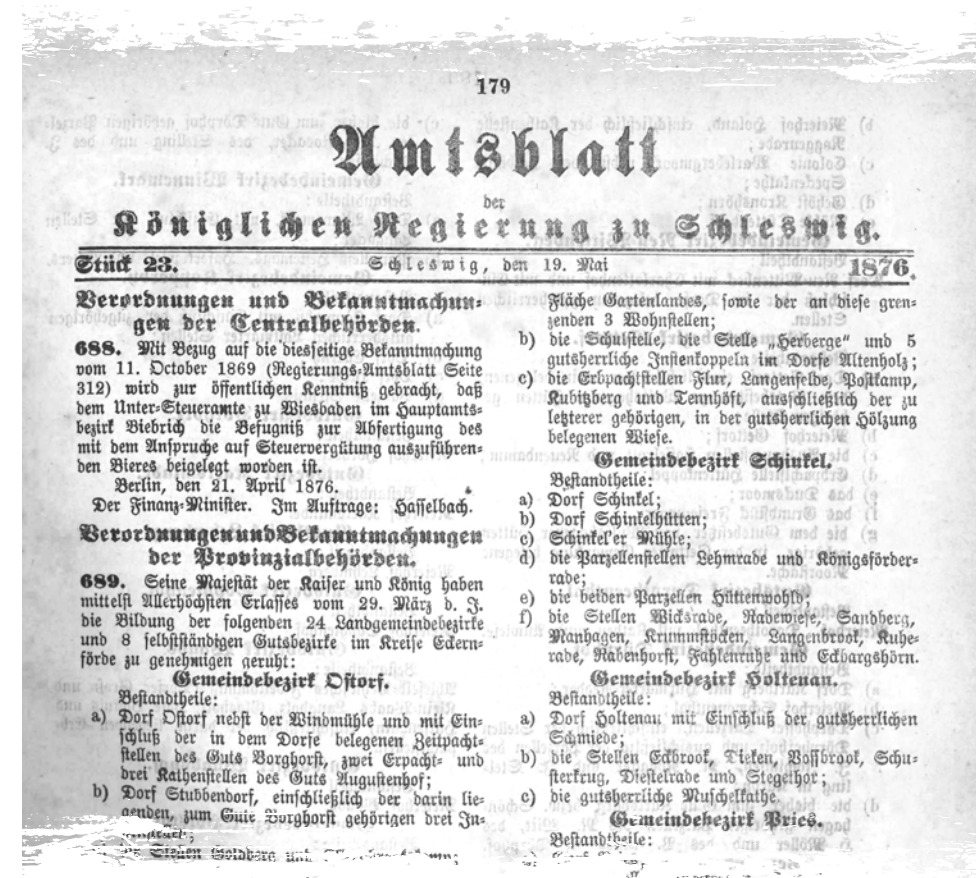 179
Amtsblatt
der
Königlichen Regierung zu Schleswig.
Stück 23. Schleswig, den 19. Mai 1876.
Verordnungen und Bekanntmachun-
gen der Centralbehörden.
688. Mit Bezug auf die diesseitige Bekanntmachung
vom 11. October 1869 (Regierungs-Amtsblatt Seite
312) wird zur öffentlichen Kenntniß gebracht, daß
dem Unter-Steueramte zu Wiesbaden im Hauptamts-
bezirk Biebrich die Befugniß zur Abfertigung des
mit dem Anspruche auf Steuervergütung auszuführen-
den Bieres beigelegt worden ist.
Berlin, den 21. April 1876.
Der Finanz-Minister. Im Auftrage: Hasselbach.
Verordnungen und Bekanntmachungen
der Provinzialbehörden.
689. Seine Majestät der Kaiser und König haben
mittelst Allerhöchsten Erlasses vom 29. März d. J.
die Bildung der folgenden 24 Landgemeindebezirke
und 8 selbstständigen Gutsbezirke im Kreise Eckern-
förde zu genehmigen geruht:
Gemeindebezirk Ostorf.
Bestandtheile:
a) Dorf Ostorf nebst der Windmühle und mit Ein-
schluß der in dem Dorfe belegenen Zeitpacht-
stellen des Guts Borghorst, zwei Erpacht- und
drei Kathenstellen des Guts Augustenhof;
b) Dorf Stubbendorf, einschließlich der darin lie-
genden, zum Gute Borghorst gehörigen drei In-
Stellen Goldberg und
Fläche Gartenlandes, sowie der an diese gren-
zenden 3 Wohnstellen;
b) die Schulstelle, die Stelle „Herberge“ und 5
gutsherrliche Instenkoppeln im Dorfe Altenholz;
c) die Erbpachtstellen Flur, Langenfelde, Postkamp,
Kubitzberg und Tennhöft, ausschließlich der zu
letzterer gehörigen, in der gutsherrlichen Hölzung
belegenen Wiese.
Gemeindebezirk Schinkel.
Bestandtheile:
a) Dorf Schinkel;
b) Dorf Schinkelhütten;
c) Schinkel'er Mühle;
d) die Parzellenstellen Lehmrade und Königsförder-
rade;
e) die beiden Parzellen Hüttenwohld;
f) die Stellen Wicksrade, Radewiese, Sandberg,
Manhagen, Krummstöcken, Langenbrook, Kuhe-
rade, Rabenhorst, Fahlenruhe und Eckbargshörn.
Gemeindebezirk Holtenau.
Bestandtheile:
a) Dorf Holtenau mit Einschluß der gutsherrlichen
Schmiede;
b) die Stellen Eckbrook, Tiefen, Vossbrook, Schu-
sterkrug, Diestelrade und Stegethor;
c) die gutsherrliche Muschelkathe.
Gemeindebezirk Pries.
Bestandtheile: